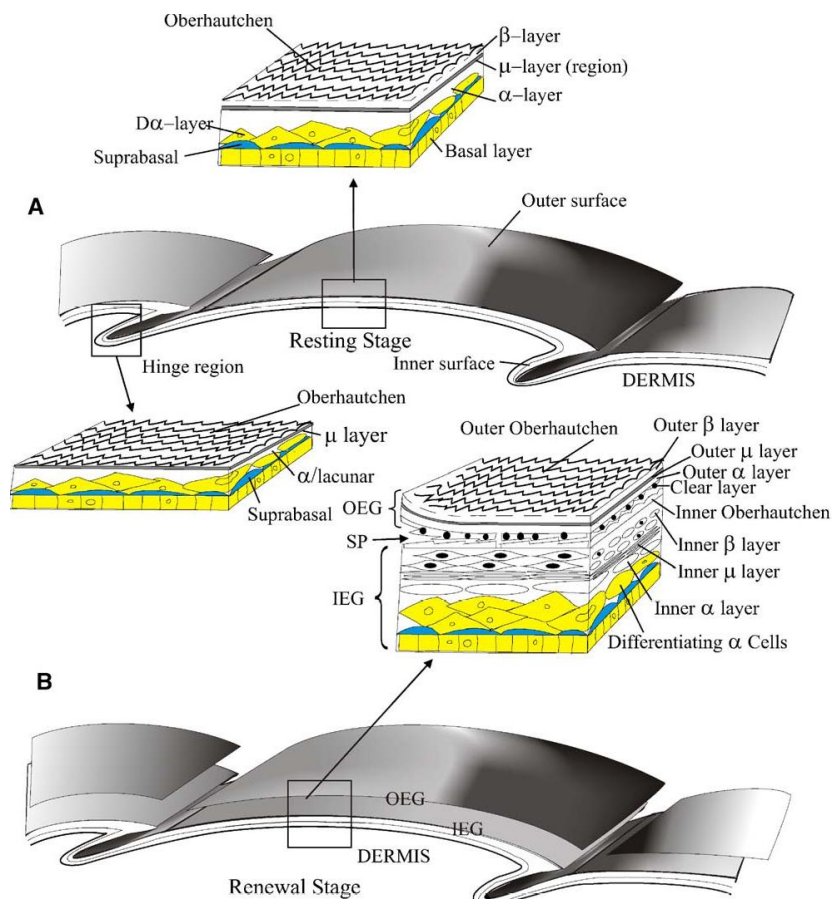 Oberhautchen
β-layer
μ-layer (region)
α-layer
Dα-layer
Suprabasal
Basal layer
A
Outer surface
Resting Stage
Hinge region
Inner surface
DERMIS
Oberhautchen
μ layer
α/lacunar
Suprabasal
Outer Oberhautchen
Outer β layer
Outer μ layer
Outer α layer
Clear layer
Inner Oberhautchen
Inner β layer
Inner μ layer
Inner α layer
Differentiating α Cells
OEG
SP
IEG
B
OEG
IEG
DERMIS
Renewal Stage